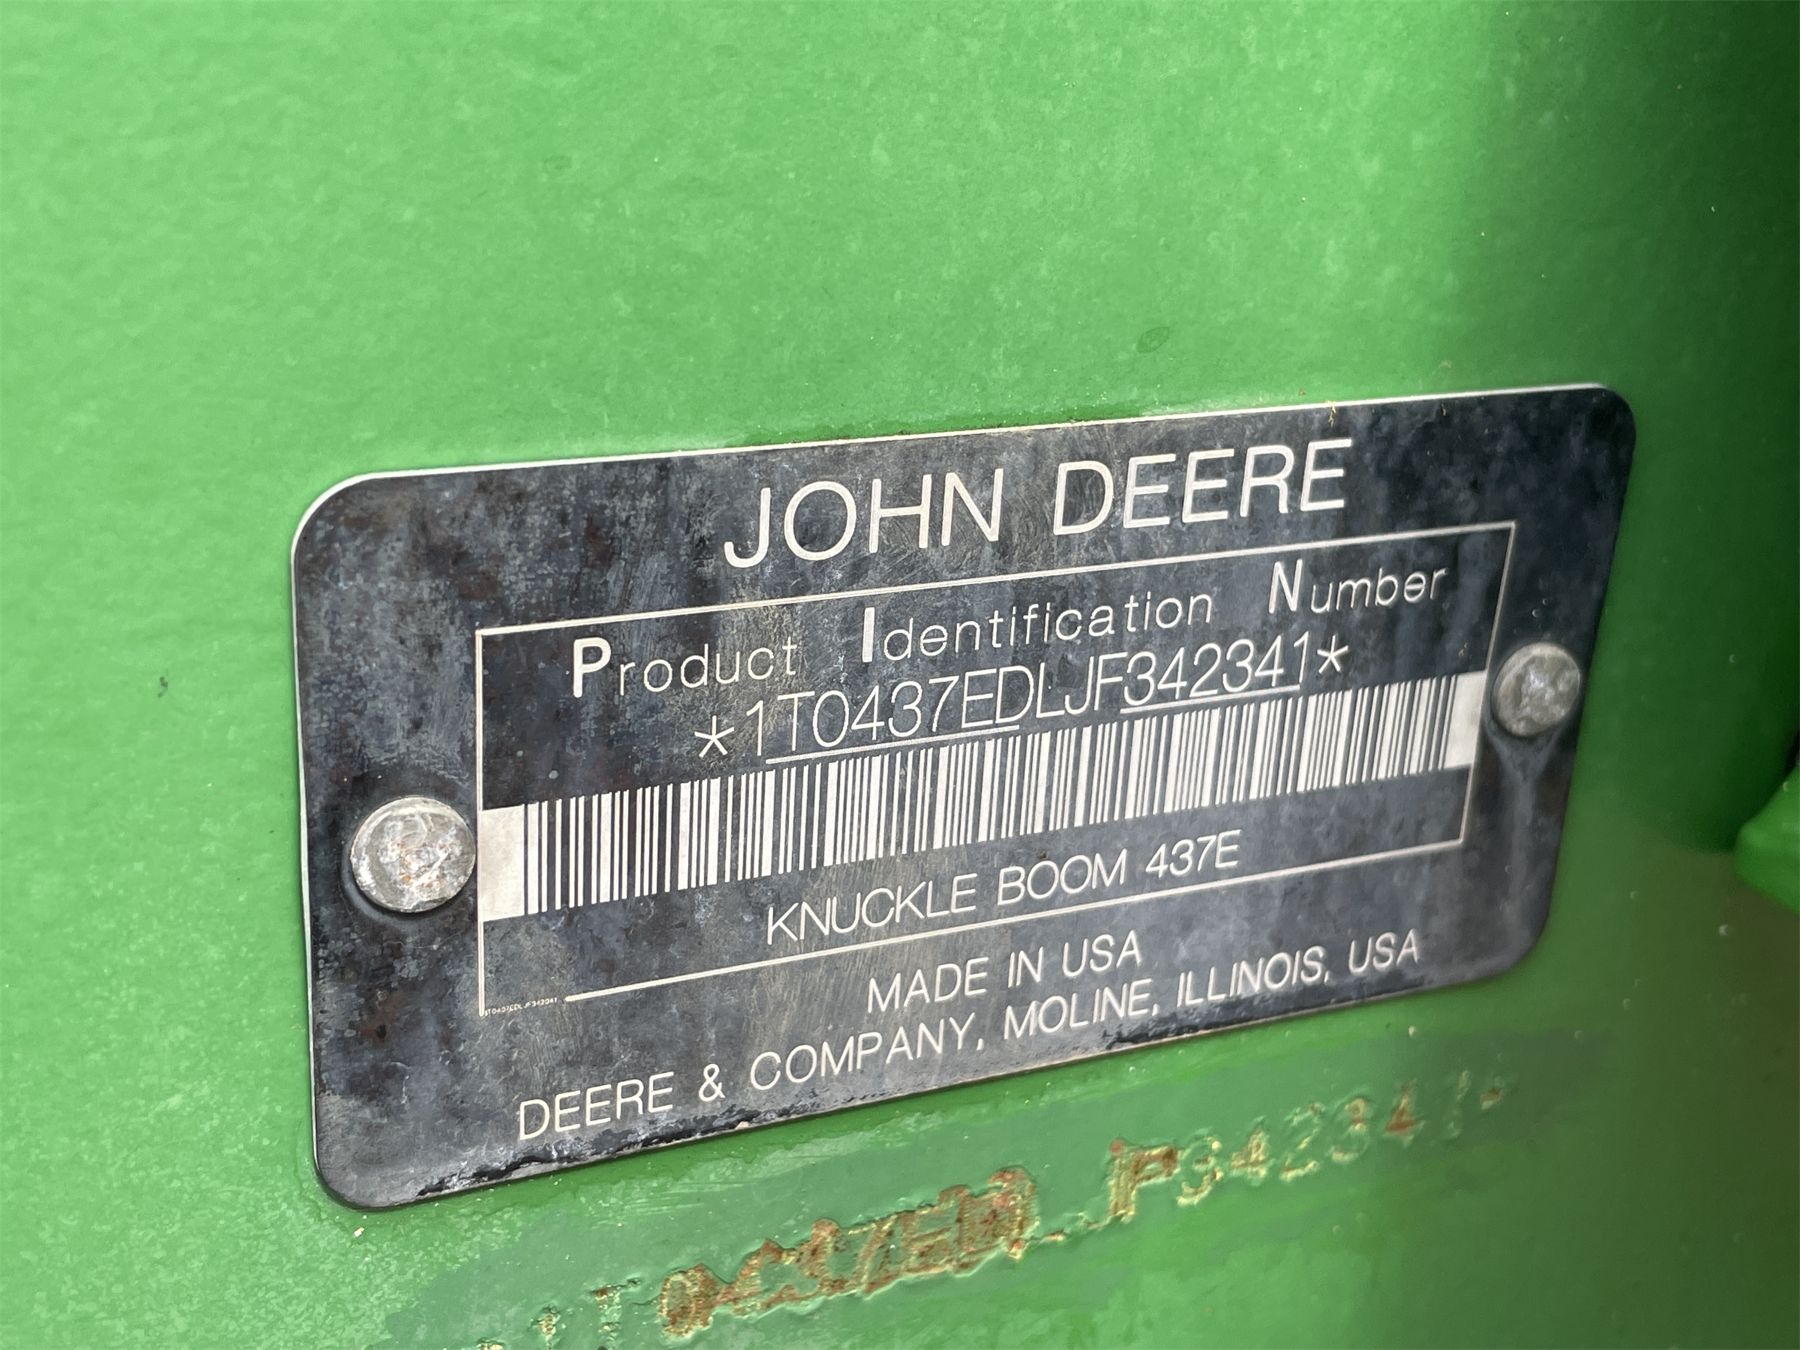 JOHN DEERE
Product Identification Number
*1T0437EDLJF342341*
KNUCKLE BOOM 437E
MADE IN USA
DEERE & COMPANY, MOLINE, ILLINOIS, USA